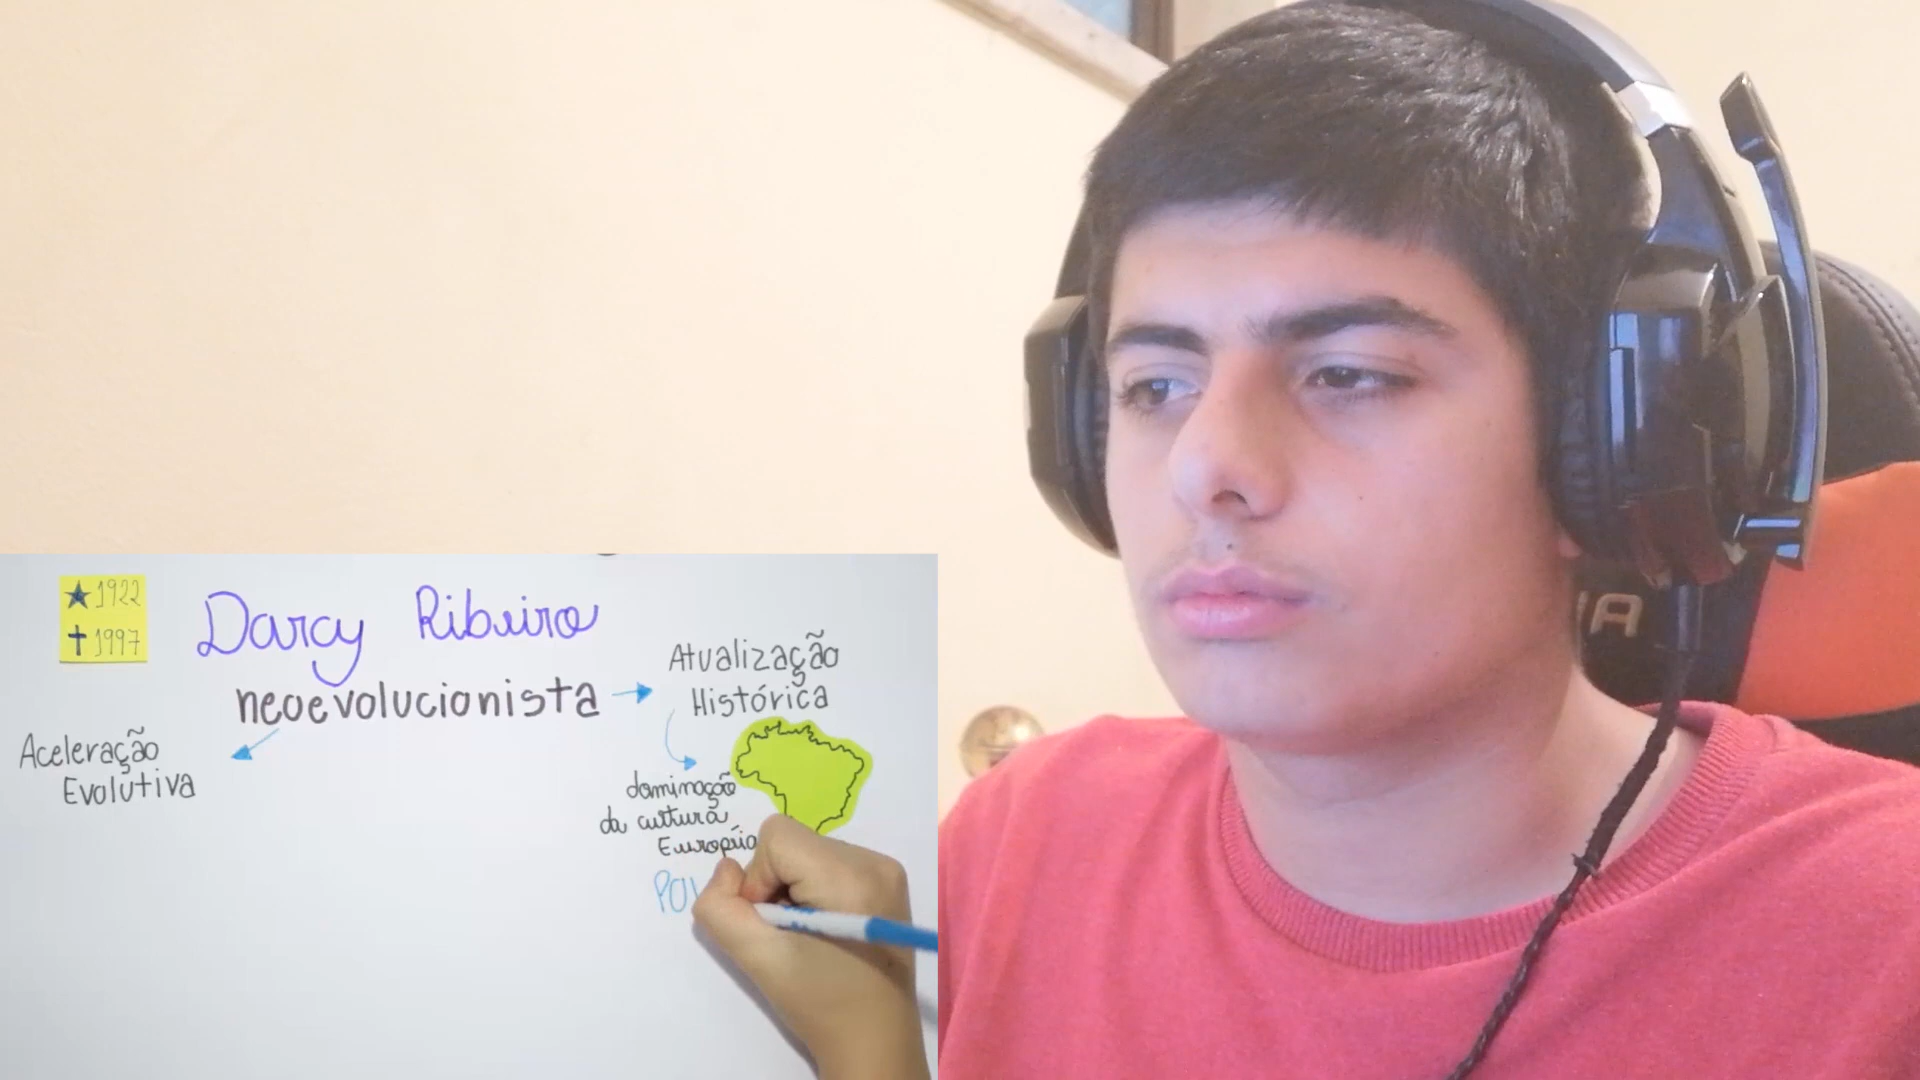 ★ 1922
✝ 1997
Darcy Ribeiro
neoevolucionista
Atualização
Histórica
Aceleração
Evolutiva
dominação
da cultura
Européia